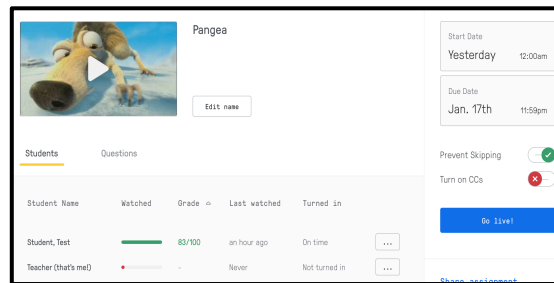 Pangea
Edit name
Students Questions
Student Name Watched Grade Last watched Turned in
Student, Test 83/100 an hour ago On time ...
Teacher (that's me!) - Never Not turned in ...
Start Date
Yesterday 12:00am
Due Date
Jan. 17th 11:59pm
Prevent Skipping
Turn on CCs
Go live!
Share assignment